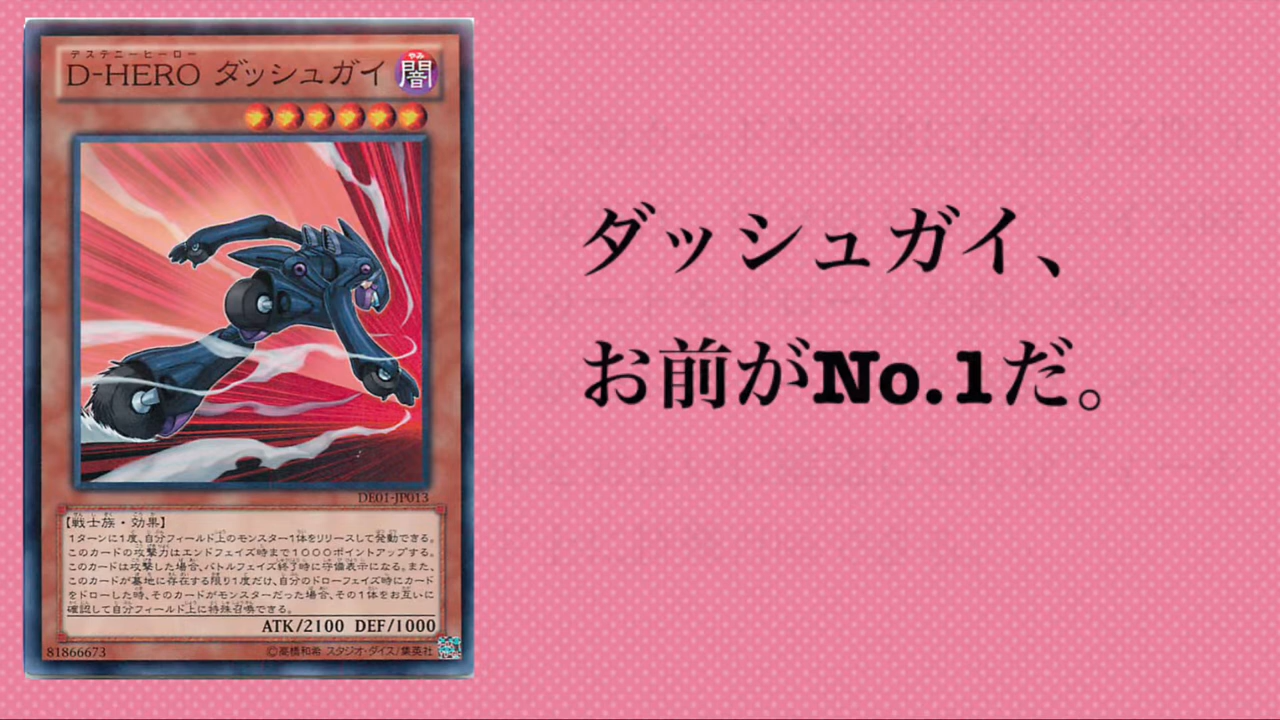 デステニーヒーロー
D-HERO ダッシュガイ
やみ
闇
DE01-JP013
【戦士族・効果】
1ターンに1度、自分フィールド上のモンスター1体をリリースして発動できる。
このカードの攻撃力はエンドフェイズ時まで1000ポイントアップする。
このカードは攻撃した場合、バトルフェイズ終了時に守備表示になる。また、
このカードが墓地に存在する限り1度だけ、自分のドローフェイズ時にカード
をドローした時、そのカードがモンスターだった場合、その1体をお互いに
確認して自分フィールド上に特殊召喚できる。
ATK/2100 DEF/1000
81866673
©高橋和希 スタジオ・ダイス/集英社
ダッシュガイ、
お前がNo.1だ。